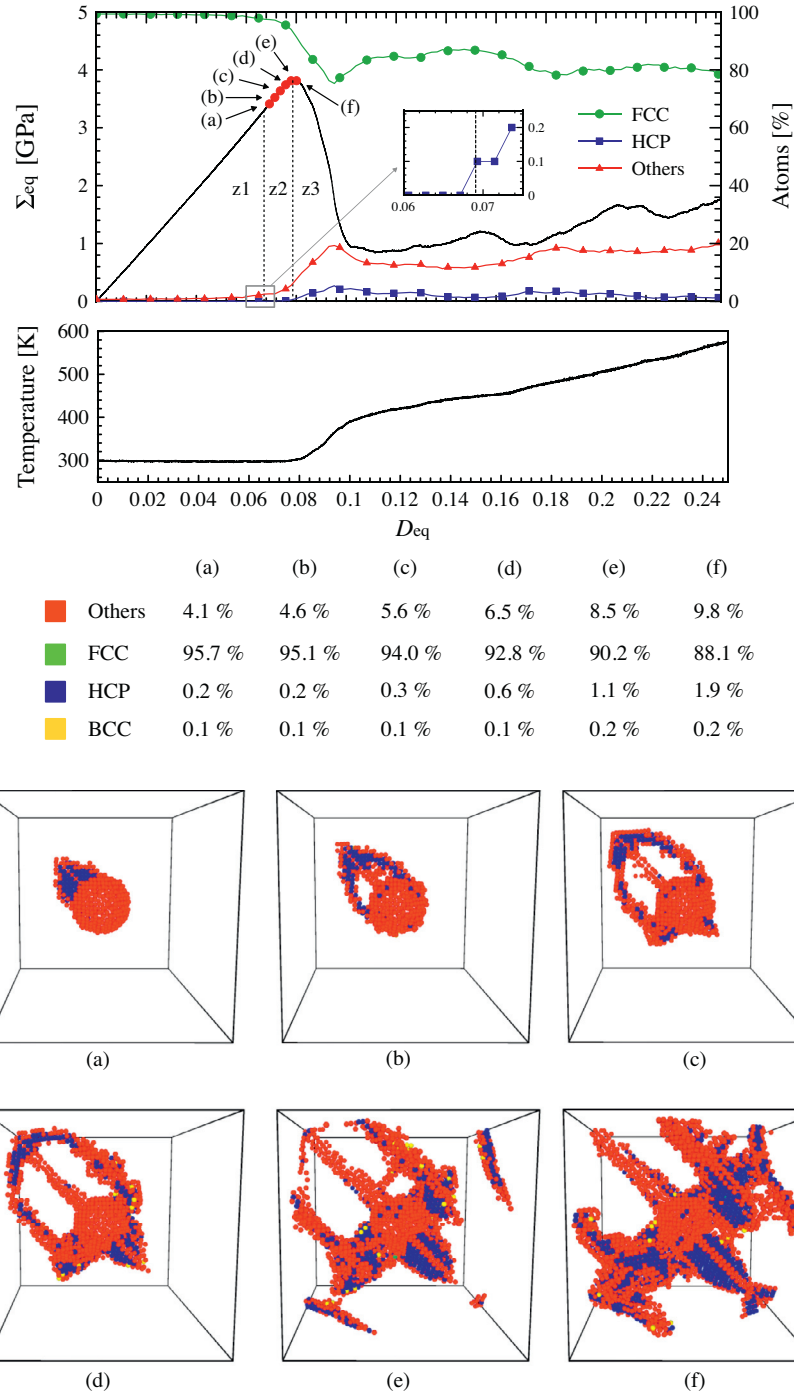 5
4
3
2
1
0
Σeq [GPa]
100
80
60
40
20
0
Atoms [%]
(a)
(b)
(c)
(d)
(e)
(f)
z1
z2
z3
0.2
0.1
0
0.06
0.07
FCC
HCP
Others
600
500
400
300
Temperature [K]
0 0.02 0.04 0.06 0.08 0.1 0.12 0.14 0.16 0.18 0.2 0.22 0.24
Deq
(a) (b) (c) (d) (e) (f)
Others 4.1 % 4.6 % 5.6 % 6.5 % 8.5 % 9.8 %
FCC 95.7 % 95.1 % 94.0 % 92.8 % 90.2 % 88.1 %
HCP 0.2 % 0.2 % 0.3 % 0.6 % 1.1 % 1.9 %
BCC 0.1 % 0.1 % 0.1 % 0.1 % 0.2 % 0.2 %
(a) (b) (c)
(d) (e) (f)